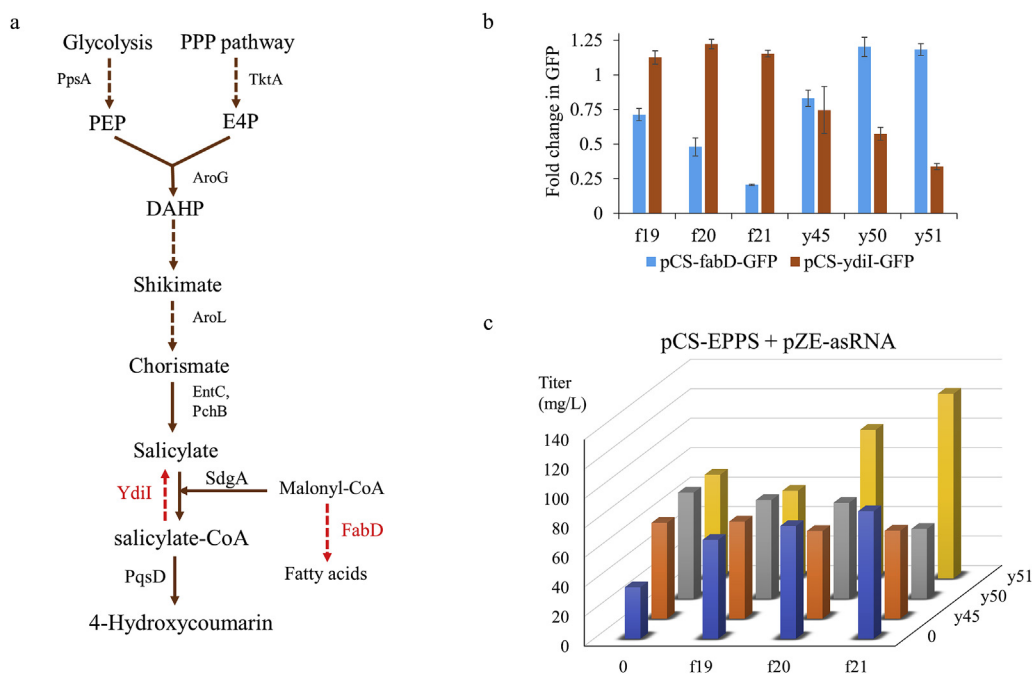 a
Glycolysis PPP pathway
PpsA TktA
PEP E4P
AroG
DAHP
Shikimate
AroL
Chorismate
EntC,
PchB
Salicylate
YdiI SdgA Malonyl-CoA
salicylate-CoA FabD
PqsD Fatty acids
4-Hydroxycoumarin
b
Fold change in GFP
1.25
1
0.75
0.5
0.25
0
f19 f20 f21 y45 y50 y51
pCS-fabD-GFP pCS-ydiI-GFP
c
pCS-EPPS + pZE-asRNA
Titer
(mg/L)
140
120
100
80
60
40
20
0
0 f19 f20 f21
0
y45
y50
y51